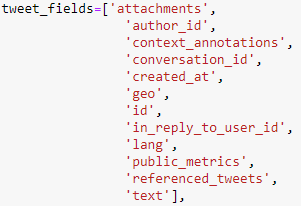 tweet_fields=['attachments',
'author_id',
'context_annotations',
'conversation_id',
'created_at',
'geo',
'id',
'in_reply_to_user_id',
'lang',
'public_metrics',
'referenced_tweets',
'text'],